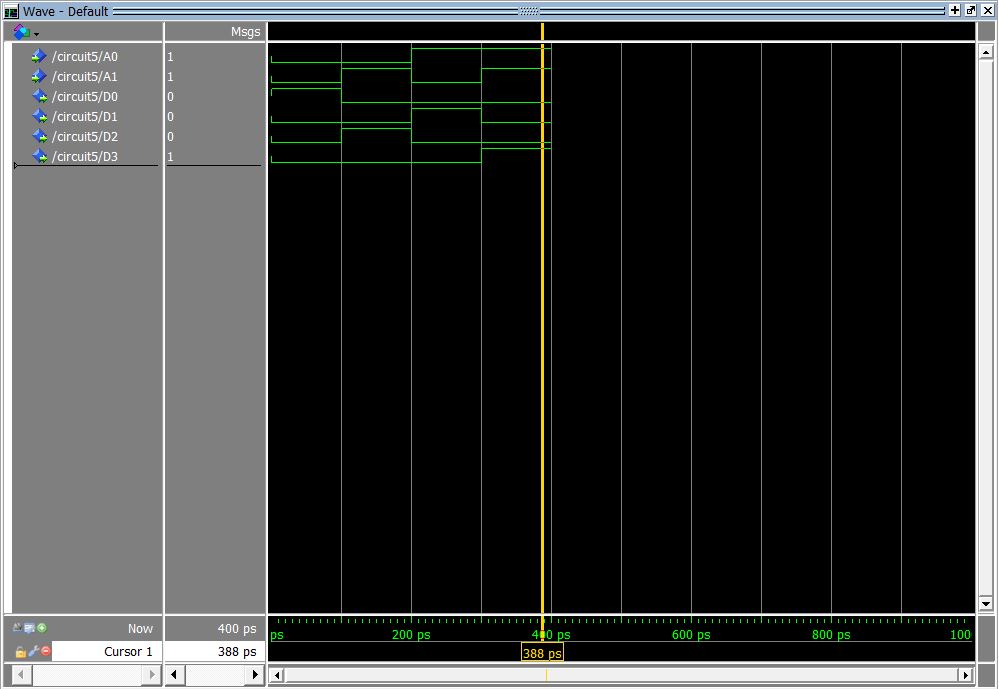 Wave - Default
Msgs
/circuit5/A0 1
/circuit5/A1 1
/circuit5/D0 0
/circuit5/D1 0
/circuit5/D2 0
/circuit5/D3 1
Now 400 ps ps 200 ps 400 ps 600 ps 800 ps 100
Cursor 1 388 ps 388 ps